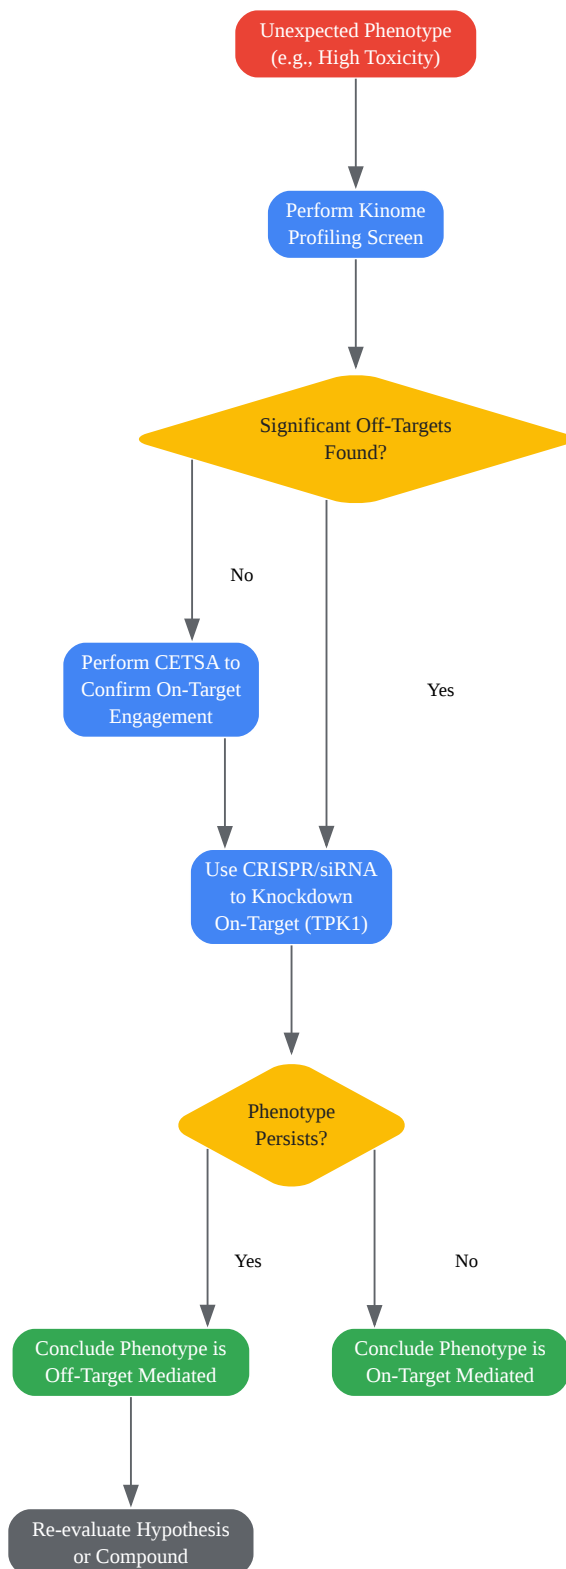 Unexpected Phenotype
(e.g., High Toxicity)
Perform Kinome
Profiling Screen
Significant Off-Targets
Found?
No
Perform CETSA to
Confirm On-Target
Engagement
Yes
Use CRISPR/siRNA
to Knockdown
On-Target (TPK1)
Phenotype
Persists?
Yes
No
Conclude Phenotype is
Off-Target Mediated
Conclude Phenotype is
On-Target Mediated
Re-evaluate Hypothesis
or Compound